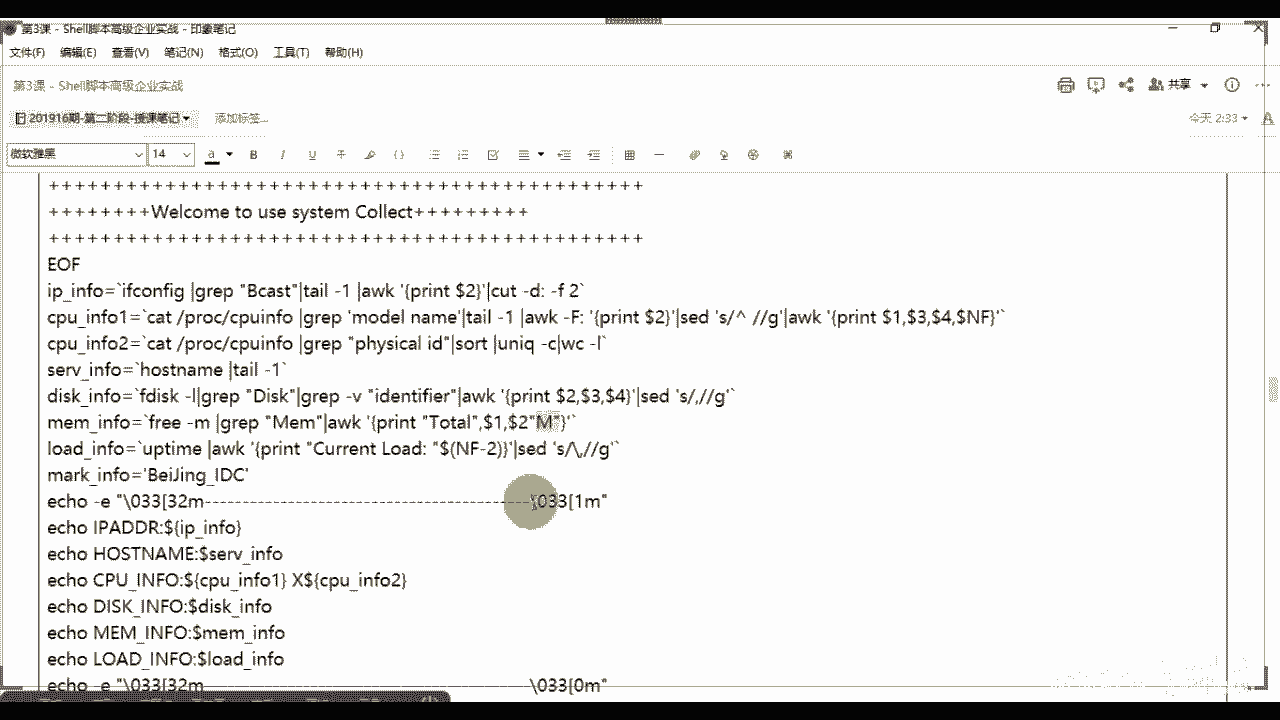 第3课 - Shell脚本高级企业实战 - 印象笔记
文件(F) 编辑(E) 查看(V) 笔记(N) 格式(O) 工具(T) 帮助(H)
第3课 - Shell脚本高级企业实战
共享
201916期-第二阶段-授课笔记 添加标签...
今天 2:33
微软雅黑 14
++++++++++++++++++++++++++++++++++++++++++++++
++++++++Welcome to use system Collect+++++++++
++++++++++++++++++++++++++++++++++++++++++++++
EOF
ip_info=`ifconfig |grep "Bcast"|tail -1 |awk '{print $2}'|cut -d: -f 2`
cpu_info1=`cat /proc/cpuinfo |grep 'model name'|tail -1 |awk -F: '{print $2}'|sed 's/^ //g'|awk '{print $1,$3,$4,$NF}'`
cpu_info2=`cat /proc/cpuinfo |grep "physical id"|sort |uniq -c|wc -l`
serv_info=`hostname |tail -1`
disk_info=`fdisk -l|grep "Disk"|grep -v "identifier"|awk '{print $2,$3,$4}'|sed 's/,//g'`
mem_info=`free -m |grep "Mem"|awk '{print "Total",$1,$2"M"}'`
load_info=`uptime |awk '{print "Current Load: "$(NF-2)}'|sed 's/\,//g'`
mark_info='BeiJing_IDC'
echo -e "\033[32m-------------------------------------------\033[1m"
echo IPADDR:${ip_info}
echo HOSTNAME:$serv_info
echo CPU_INFO:${cpu_info1} X${cpu_info2}
echo DISK_INFO:$disk_info
echo MEM_INFO:$mem_info
echo LOAD_INFO:$load_info
echo -e "\033[32m-------------------------------------------\033[0m"